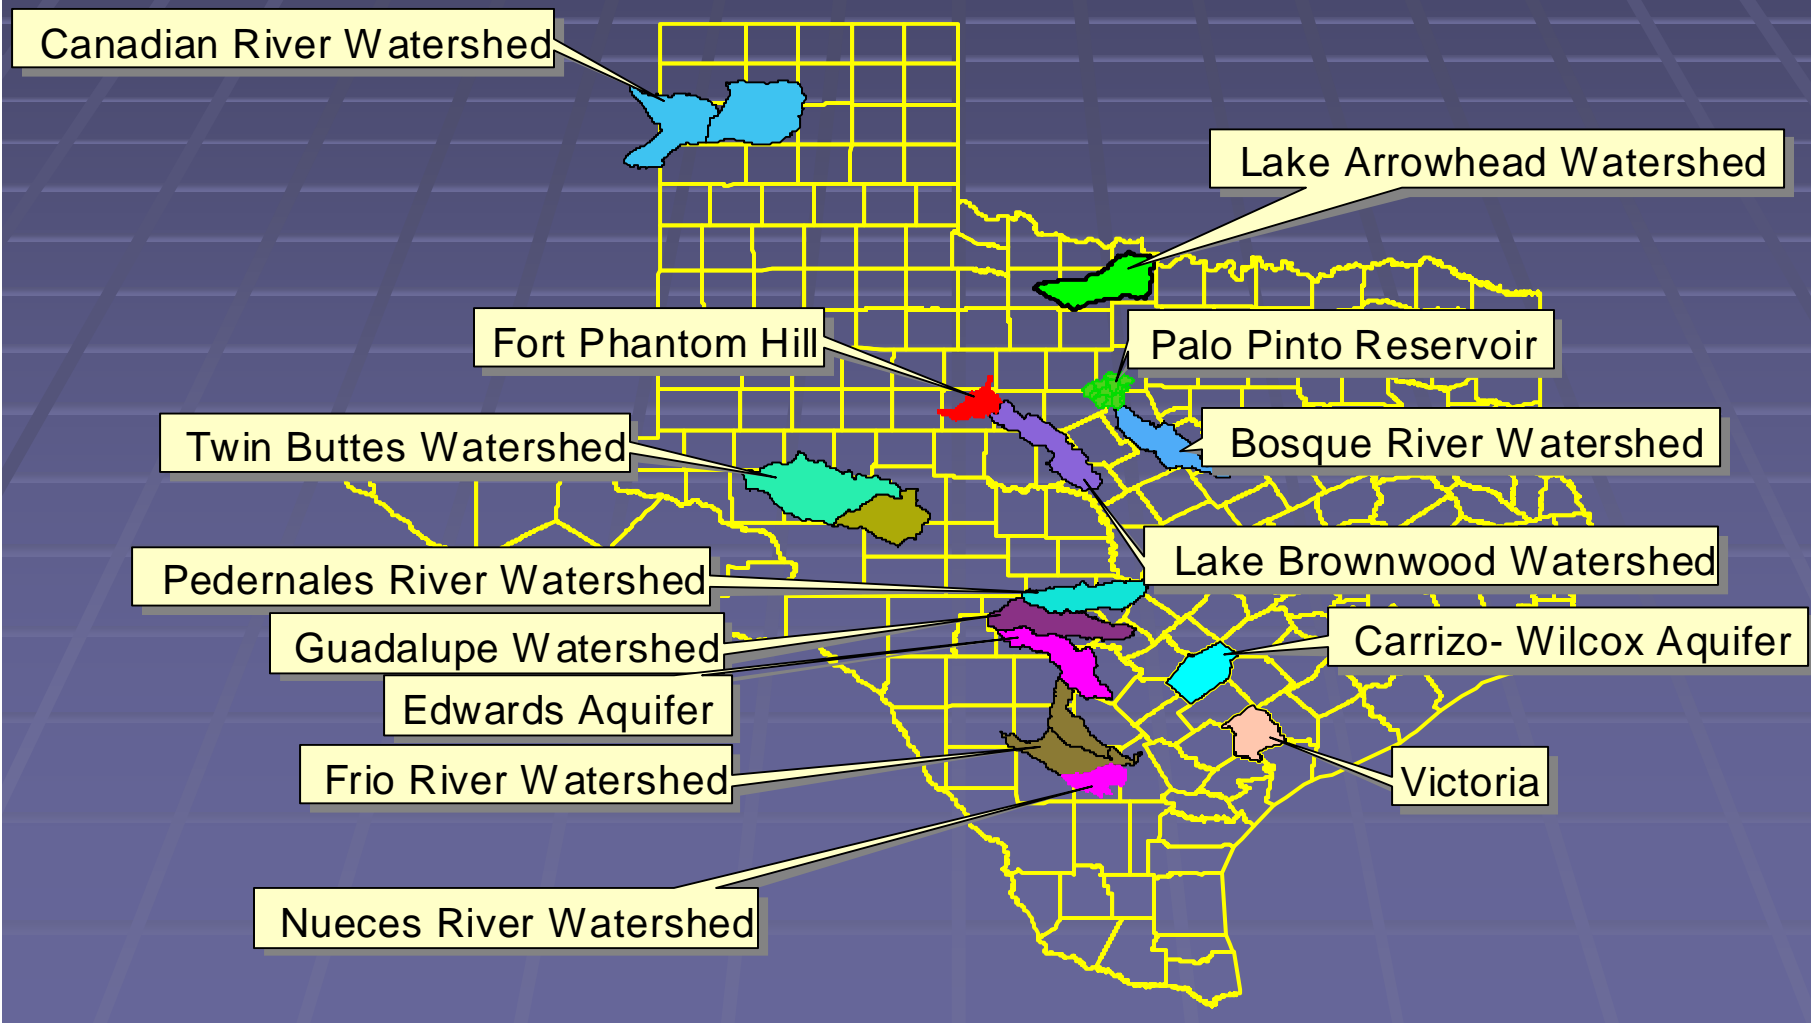 Canadian River Watershed
Lake Arrowhead Watershed
Fort Phantom Hill
Palo Pinto Reservoir
Twin Buttes Watershed
Bosque River Watershed
Lake Brownwood Watershed
Pedernales River Watershed
Guadalupe Watershed
Carrizo- Wilcox Aquifer
Edwards Aquifer
Frio River Watershed
Victoria
Nueces River Watershed